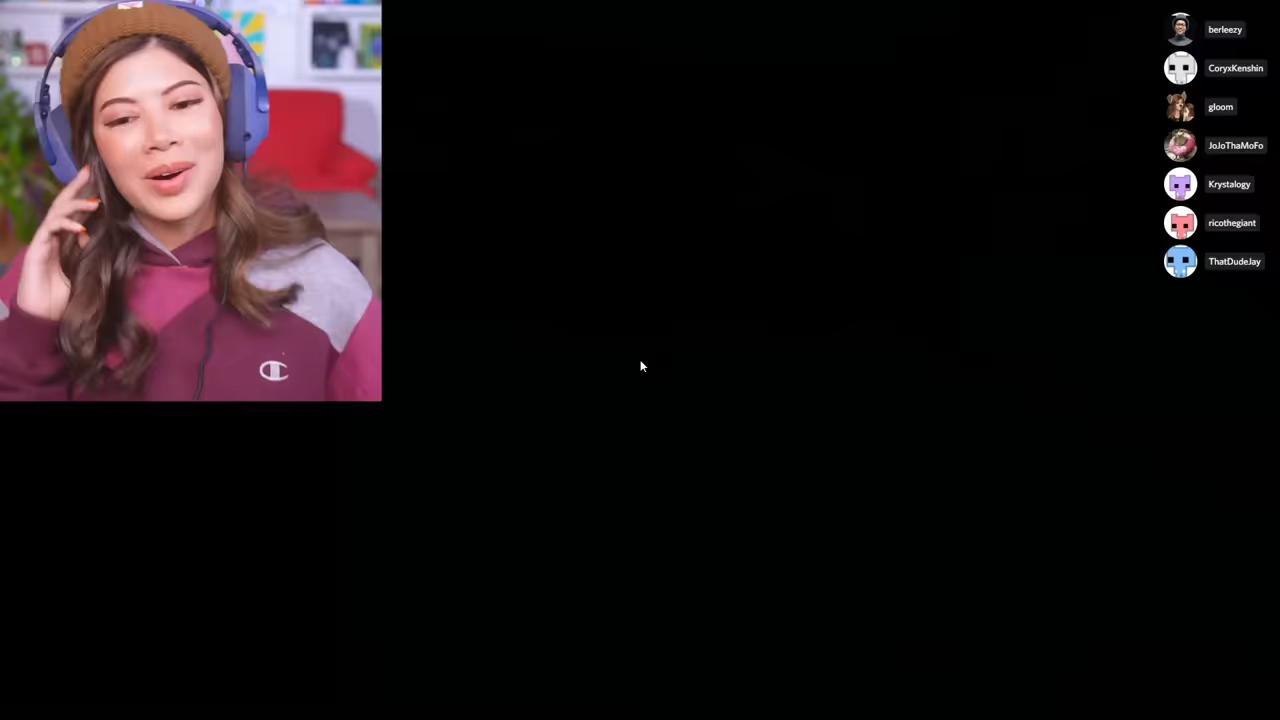 berleezy
CoryxKenshin
gloom
JoJoThaMoFo
Krystalogy
ricothegiant
ThatDudeJay